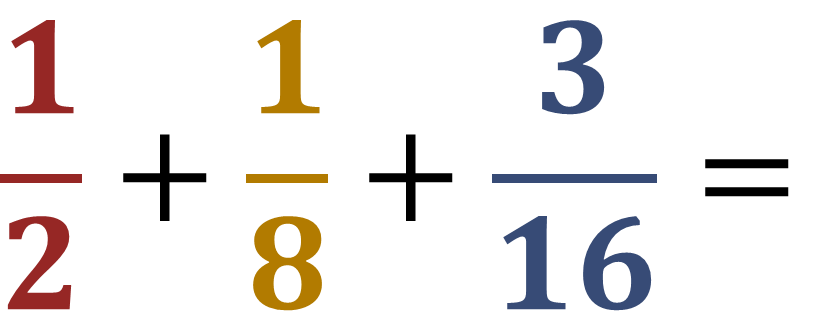 1/2 + 1/8 + 3/16 =